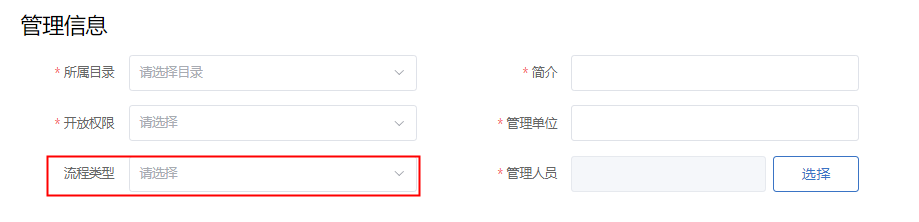 管理信息
* 所属目录 请选择目录 * 简介
* 开放权限 请选择 * 管理单位
流程类型 请选择 * 管理人员 选择